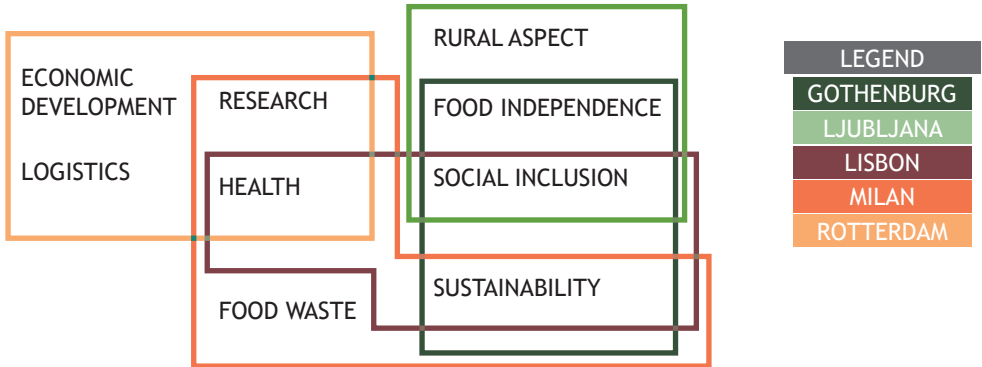 RURAL ASPECT
ECONOMIC
DEVELOPMENT
RESEARCH
FOOD INDEPENDENCE
LOGISTICS
HEALTH
SOCIAL INCLUSION
SUSTAINABILITY
FOOD WASTE
LEGEND
GOTHENBURG
LJUBLJANA
LISBON
MILAN
ROTTERDAM